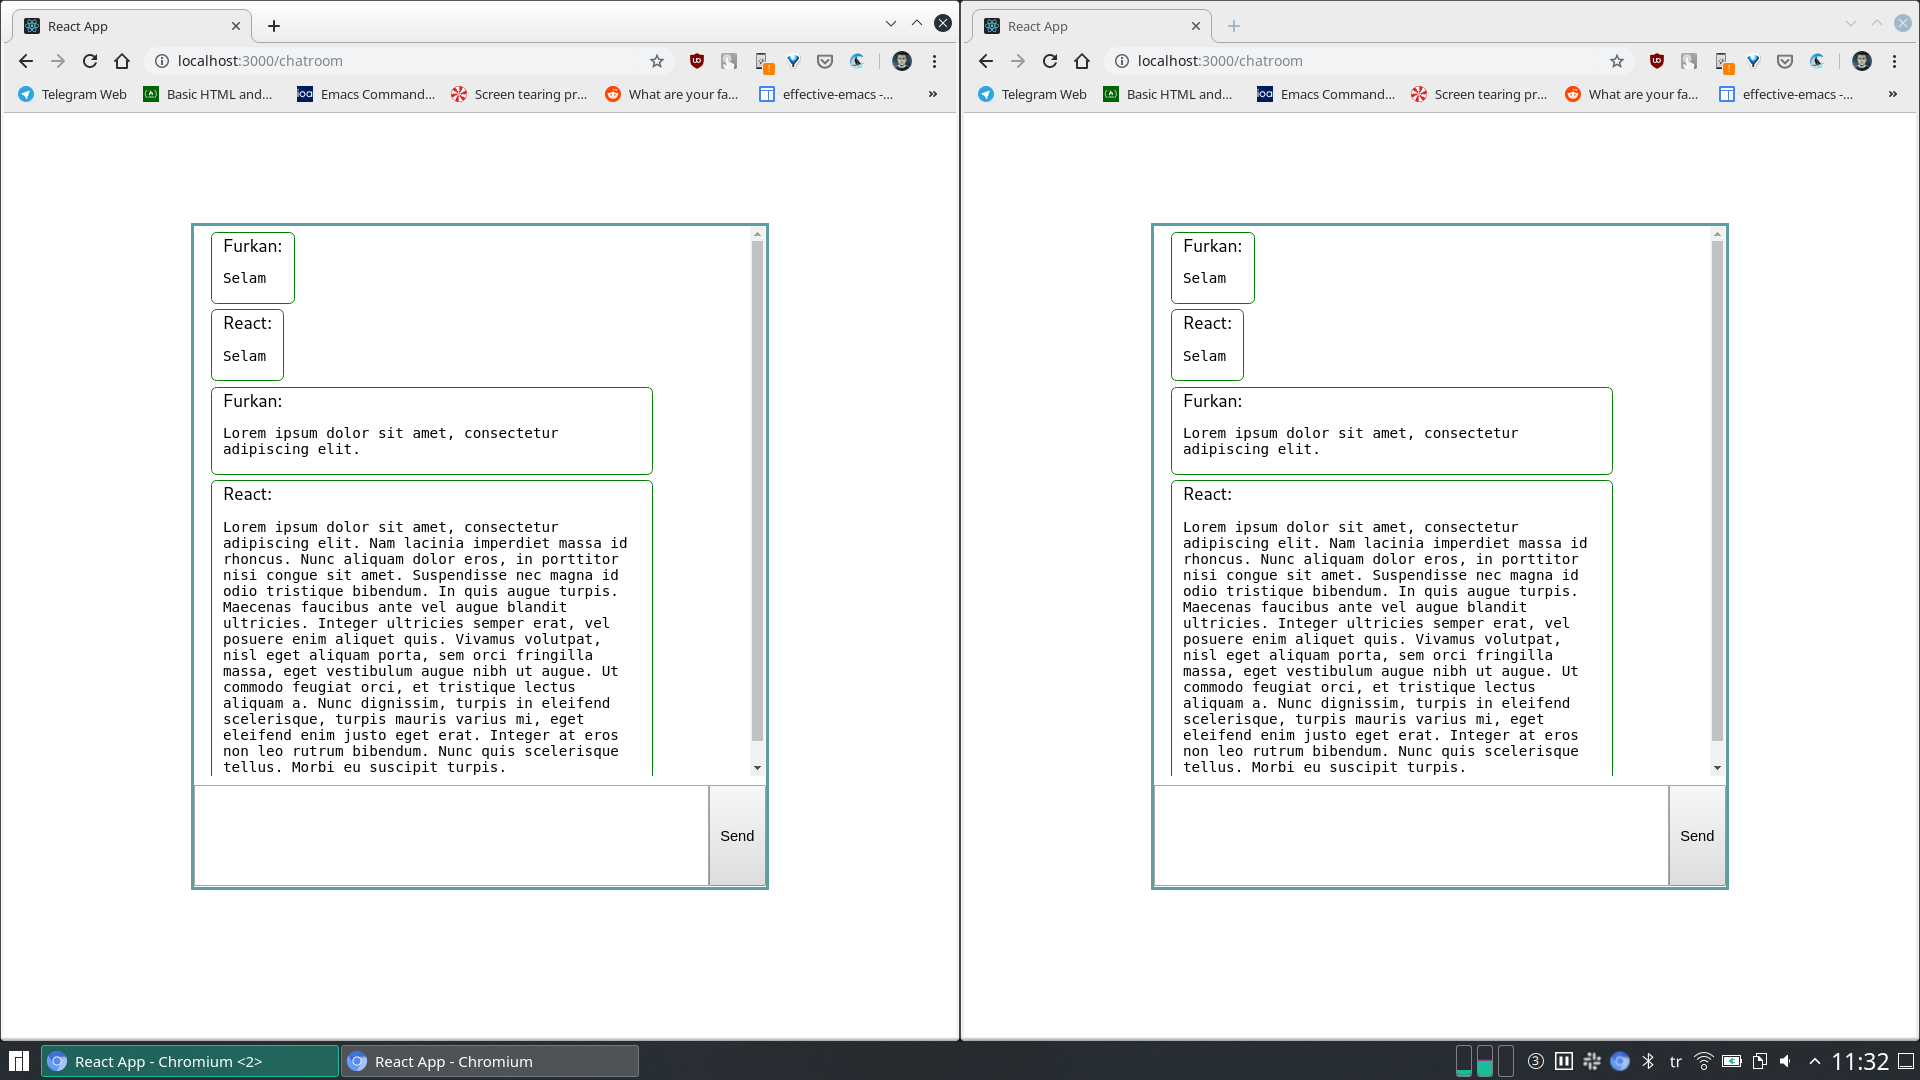 React App
localhost:3000/chatroom
Telegram Web
Basic HTML and...
Emacs Command...
Screen tearing pr...
What are your fa...
effective-emacs -...
»
Furkan:
Selam
React:
Selam
Furkan:
Lorem ipsum dolor sit amet, consectetur
adipiscing elit.
React:
Lorem ipsum dolor sit amet, consectetur
adipiscing elit. Nam lacinia imperdiet massa id
rhoncus. Nunc aliquam dolor eros, in porttitor
nisi congue sit amet. Suspendisse nec magna id
odio tristique bibendum. In quis augue turpis.
Maecenas faucibus ante vel augue blandit
ultricies. Integer ultricies semper erat, vel
posuere enim aliquet quis. Vivamus volutpat,
nisl eget aliquam porta, sem orci fringilla
massa, eget vestibulum augue nibh ut augue. Ut
commodo feugiat orci, et tristique lectus
aliquam a. Nunc dignissim, turpis in eleifend
scelerisque, turpis mauris varius mi, eget
eleifend enim justo eget erat. Integer at eros
non leo rutrum bibendum. Nunc quis scelerisque
tellus. Morbi eu suscipit turpis.
Send
React App
localhost:3000/chatroom
Telegram Web
Basic HTML and...
Emacs Command...
Screen tearing pr...
What are your fa...
effective-emacs -...
»
Furkan:
Selam
React:
Selam
Furkan:
Lorem ipsum dolor sit amet, consectetur
adipiscing elit.
React:
Lorem ipsum dolor sit amet, consectetur
adipiscing elit. Nam lacinia imperdiet massa id
rhoncus. Nunc aliquam dolor eros, in porttitor
nisi congue sit amet. Suspendisse nec magna id
odio tristique bibendum. In quis augue turpis.
Maecenas faucibus ante vel augue blandit
ultricies. Integer ultricies semper erat, vel
posuere enim aliquet quis. Vivamus volutpat,
nisl eget aliquam porta, sem orci fringilla
massa, eget vestibulum augue nibh ut augue. Ut
commodo feugiat orci, et tristique lectus
aliquam a. Nunc dignissim, turpis in eleifend
scelerisque, turpis mauris varius mi, eget
eleifend enim justo eget erat. Integer at eros
non leo rutrum bibendum. Nunc quis scelerisque
tellus. Morbi eu suscipit turpis.
Send
React App - Chromium <2>
React App - Chromium
3
tr
11:32